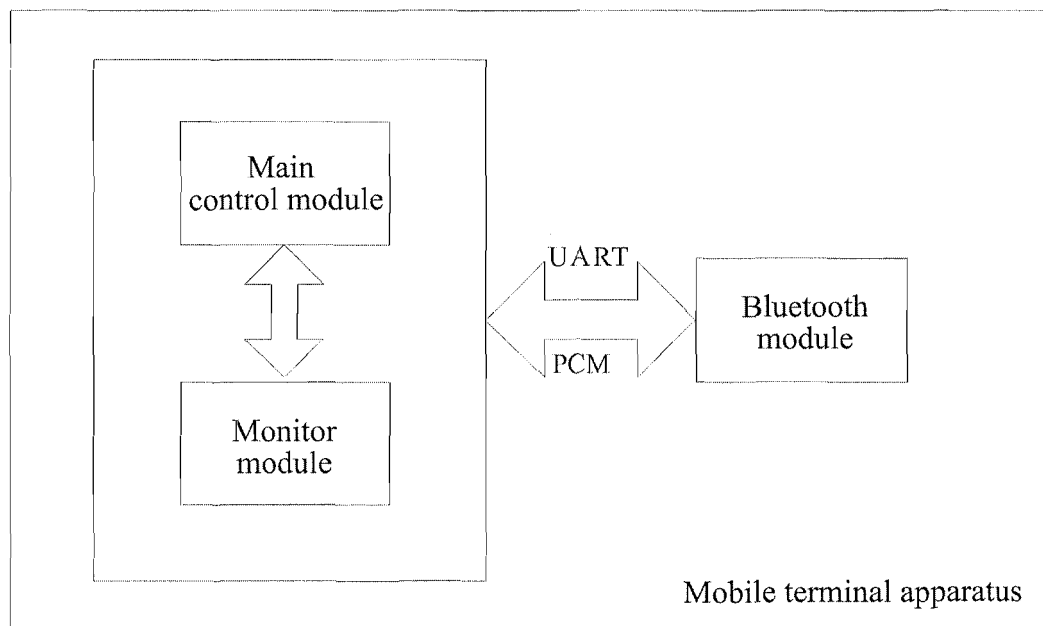 Main
control module
UART
Bluetooth
module
PCM
Monitor
module
Mobile terminal apparatus